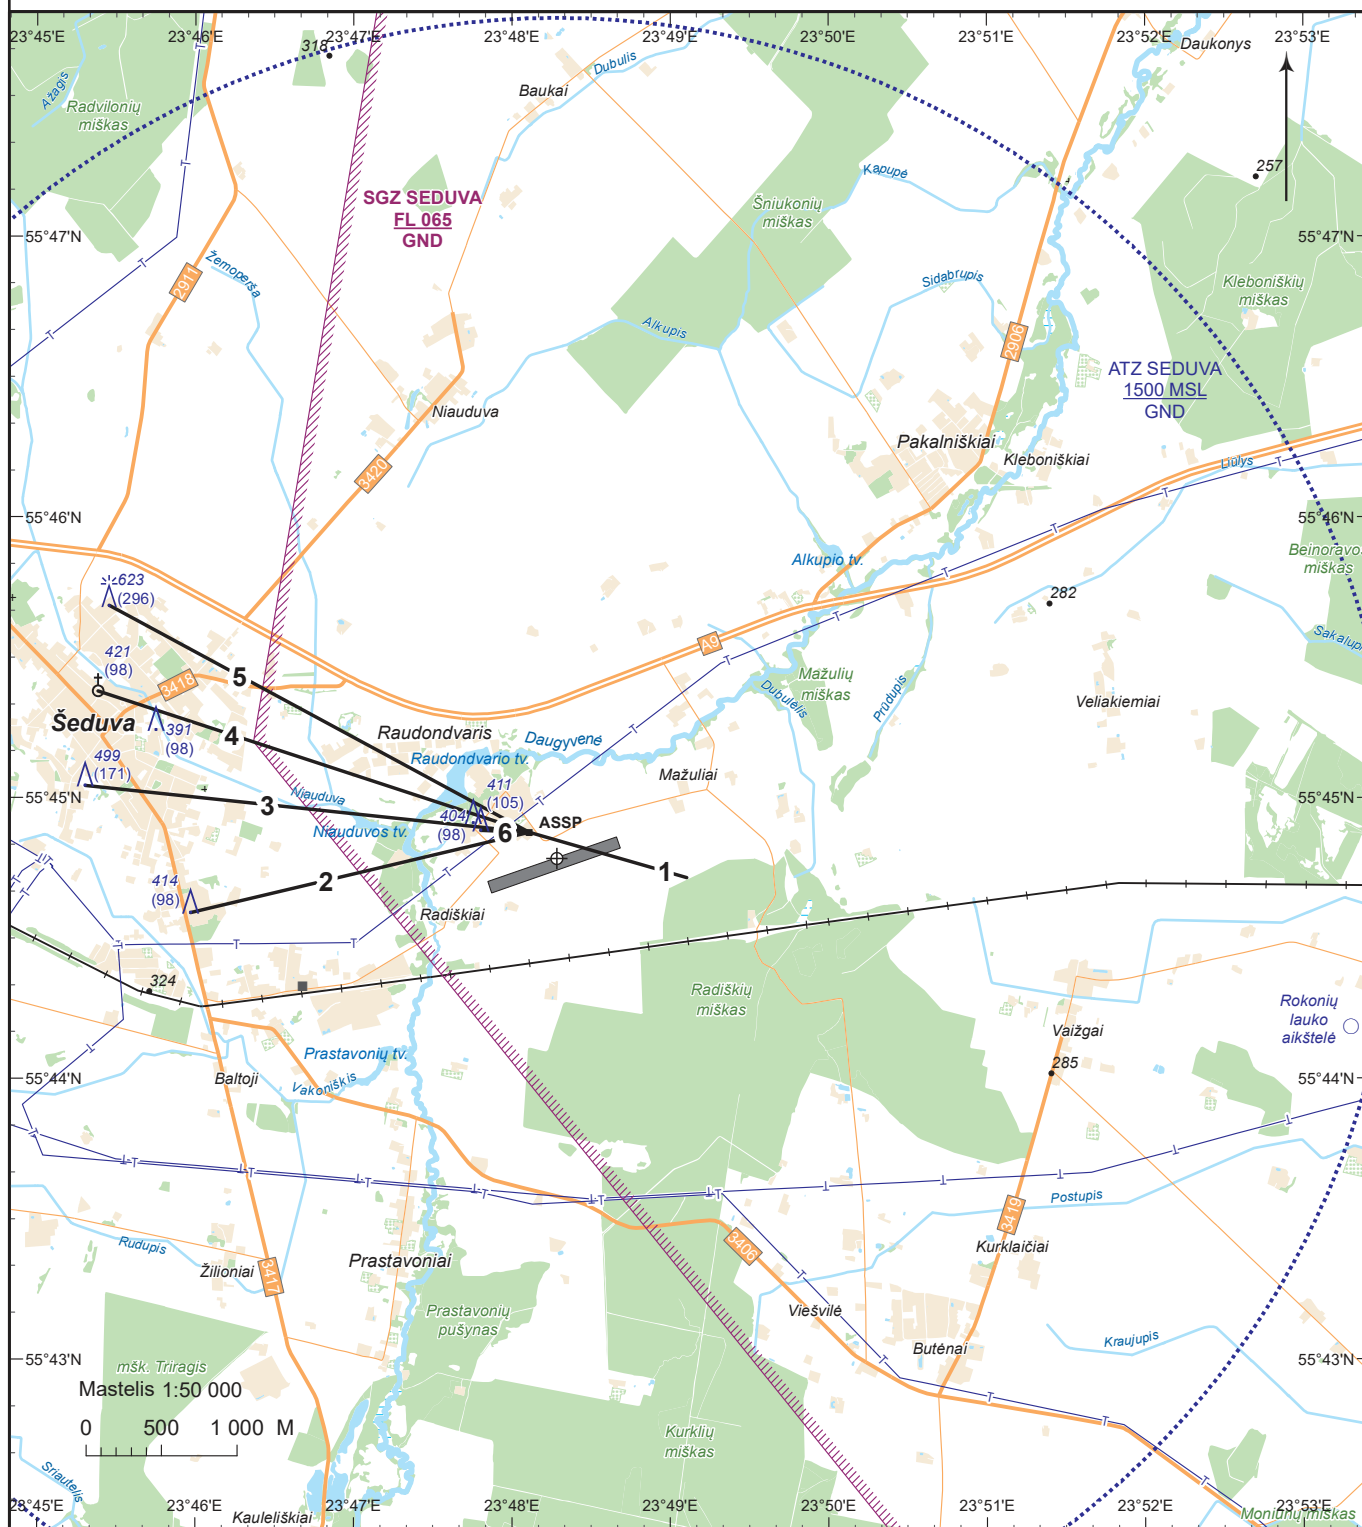 23°45'E
23°46'E
23°47'E
23°48'E
23°49'E
23°50'E
23°51'E
23°52'E
23°53'E
318
Daukonys
Dubulis
Baukai
Ažagis
Radvilonių
miškas
257
Kapupė
SGZ SEDUVA
FL 065
GND
Šniukonių
miškas
55°47'N
55°47'N
Žemoperša
2911
Sidabrupis
Kleboniškių
miškas
Alkupis
2906
ATZ SEDUVA
1500 MSL
GND
Niauduva
Pakalniškiai
Kleboniškiai
3420
Liulys
55°46'N
55°46'N
Beinoravos
miškas
Alkupio tv.
623
(296)
282
Sakalupis
A9
421
(98)
5
3418
Mažulių
miškas
Dubulėlis
Prūdupis
Veliakiemiai
Šeduva
391
(98)
4
Raudondvaris
Daugyvenė
499
(171)
Raudondvario tv.
Mažuliai
411
(105)
55°45'N
3
Niauduva
55°45'N
404
(98)
6
ASSP
Niauduvos tv.
2
1
414
(98)
Radiškiai
324
Radiškių
miškas
Rokonių
lauko
aikštelė
Vaižgai
Prastavonių tv.
285
Baltoji
Vakoniškis
55°44'N
55°44'N
Postupis
3419
Rudupis
3406
Kurklaičiai
Prastavoniai
Žilioniai
3417
Viešvilė
Prastavonių
pušynas
Butėnai
Kraujupis
55°43'N
55°43'N
mšk. Triragis
Mastelis 1:50 000
0 500 1 000 M
Kurklių
miškas
Sriautelis
23°45'E
23°46'E
23°47'E
23°48'E
23°49'E
23°50'E
23°51'E
23°52'E
23°53'E
Kauleliškiai
Moniūnų miškas